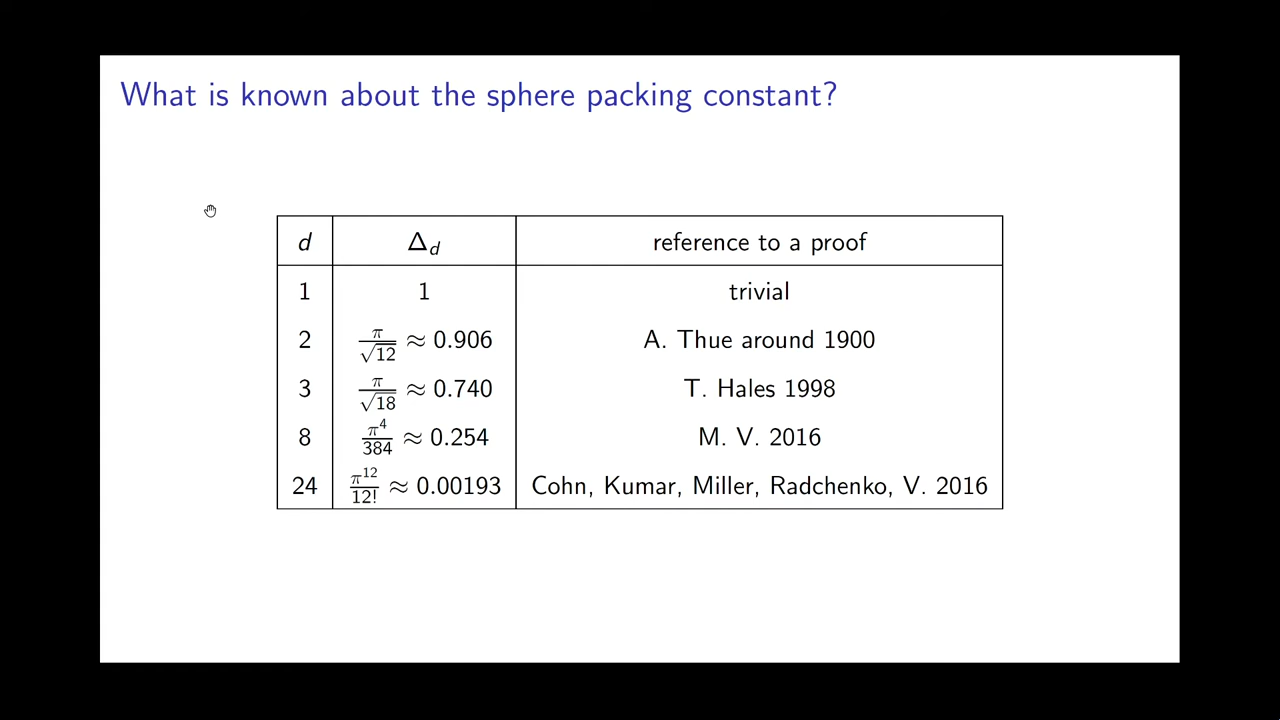 What is known about the sphere packing constant?
d Δ_d reference to a proof
1 1 trivial
2 π/√12 ≈ 0.906 A. Thue around 1900
3 π/√18 ≈ 0.740 T. Hales 1998
8 π^4/384 ≈ 0.254 M. V. 2016
24 π^12/12! ≈ 0.00193 Cohn, Kumar, Miller, Radchenko, V. 2016